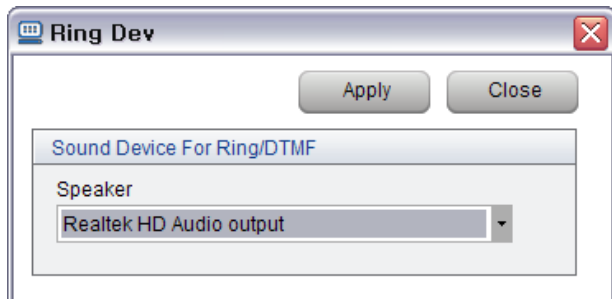 Ring Dev
Apply Close
Sound Device For Ring/DTMF
Speaker
Realtek HD Audio output